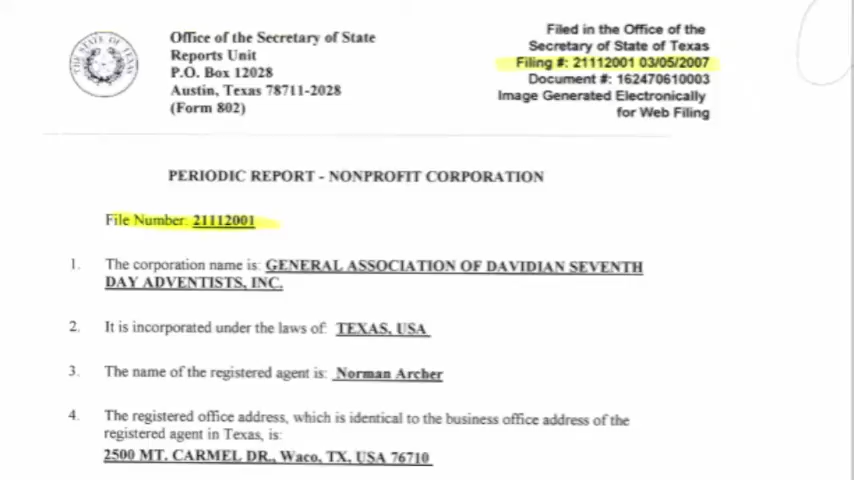 Office of the Secretary of State
Reports Unit
P.O. Box 12028
Austin, Texas 78711-2028
(Form 802)
Filed in the Office of the
Secretary of State of Texas
Filing #: 21112001 03/05/2007
Document #: 162470610003
Image Generated Electronically
for Web Filing
THE STATE OF TEXAS
PERIODIC REPORT - NONPROFIT CORPORATION
File Number: 21112001
1. The corporation name is: GENERAL ASSOCIATION OF DAVIDIAN SEVENTH
DAY ADVENTISTS, INC.
2. It is incorporated under the laws of: TEXAS, USA
3. The name of the registered agent is: Norman Archer
4. The registered office address, which is identical to the business office address of the
registered agent in Texas, is:
2500 MT. CARMEL DR., Waco, TX, USA 76710